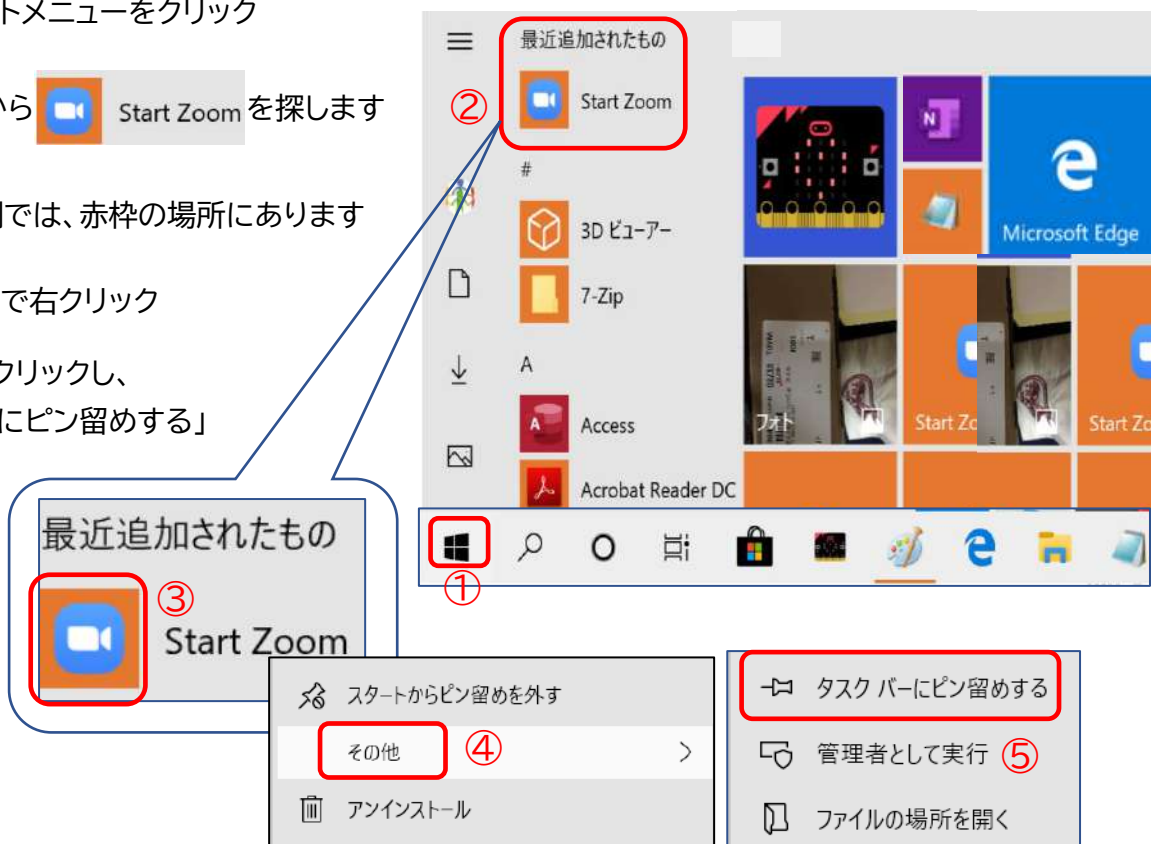 トメニューをクリック
から Start Zoom を探します
では、赤枠の場所にあります
で右クリック
クリックし、
にピン留めする」
最近追加されたもの
② Start Zoom
#
3D ビューアー
7-Zip
A
Access
Acrobat Reader DC
Microsoft Edge
フォト
Start Zo
Start Zo
①
最近追加されたもの
③
Start Zoom
スタートからピン留めを外す
その他 ④
アンインストール
タスク バーにピン留めする
管理者として実行 ⑤
ファイルの場所を開く